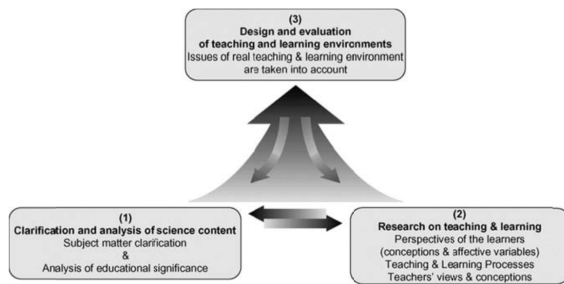 (3)
Design and evaluation
of teaching and learning environments
Issues of real teaching & learning environment
are taken into account
(1)
Clarification and analysis of science content
Subject matter clarification
&
Analysis of educational significance
(2)
Research on teaching & learning
Perspectives of the learners
(conceptions & affective variables)
Teaching & Learning Processes
Teachers' views & conceptions